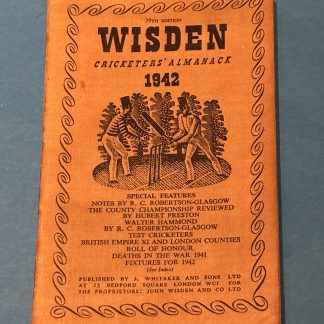 79TH EDITION
WISDEN
CRICKETERS' ALMANACK
1942
SPECIAL FEATURES
NOTES BY R. C. ROBERTSON-GLASGOW
THE COUNTY CHAMPIONSHIP REVIEWED
BY HUBERT PRESTON
WALTER HAMMOND
BY R. C. ROBERTSON-GLASGOW
TEST CRICKETERS
BRITISH EMPIRE XI AND LONDON COUNTIES
ROLL OF HONOUR
DEATHS IN THE WAR 1941
FIXTURES FOR 1942
(See Index)
PUBLISHED BY J. WHITAKER AND SONS LTD
AT 13 BEDFORD SQUARE LONDON WC1 FOR
THE PROPRIETORS: JOHN WISDEN AND CO LTD